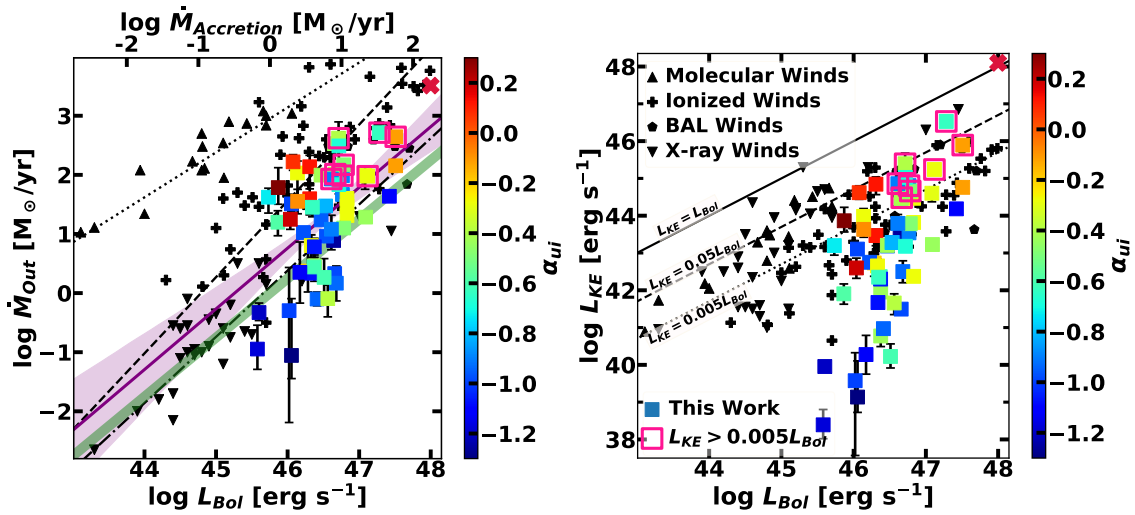 log Ṁ_Accretion [M⊙/yr]
-2 -1 0 1 2
3
2
1
0
−1
−2
log Ṁ_Out [M⊙/yr]
44 45 46 47 48
log L_Bol [erg s⁻¹]
0.2
0.0
−0.2
−0.4
−0.6
−0.8
−1.0
−1.2
α_ui
48
46
44
42
40
38
log L_KE [erg s⁻¹]
Molecular Winds
Ionized Winds
BAL Winds
X-ray Winds
L_KE = L_Bol
L_KE = 0.05L_Bol
L_KE = 0.005L_Bol
This Work
L_KE > 0.005L_Bol
44 45 46 47 48
log L_Bol [erg s⁻¹]
0.2
0.0
−0.2
−0.4
−0.6
−0.8
−1.0
−1.2
α_ui